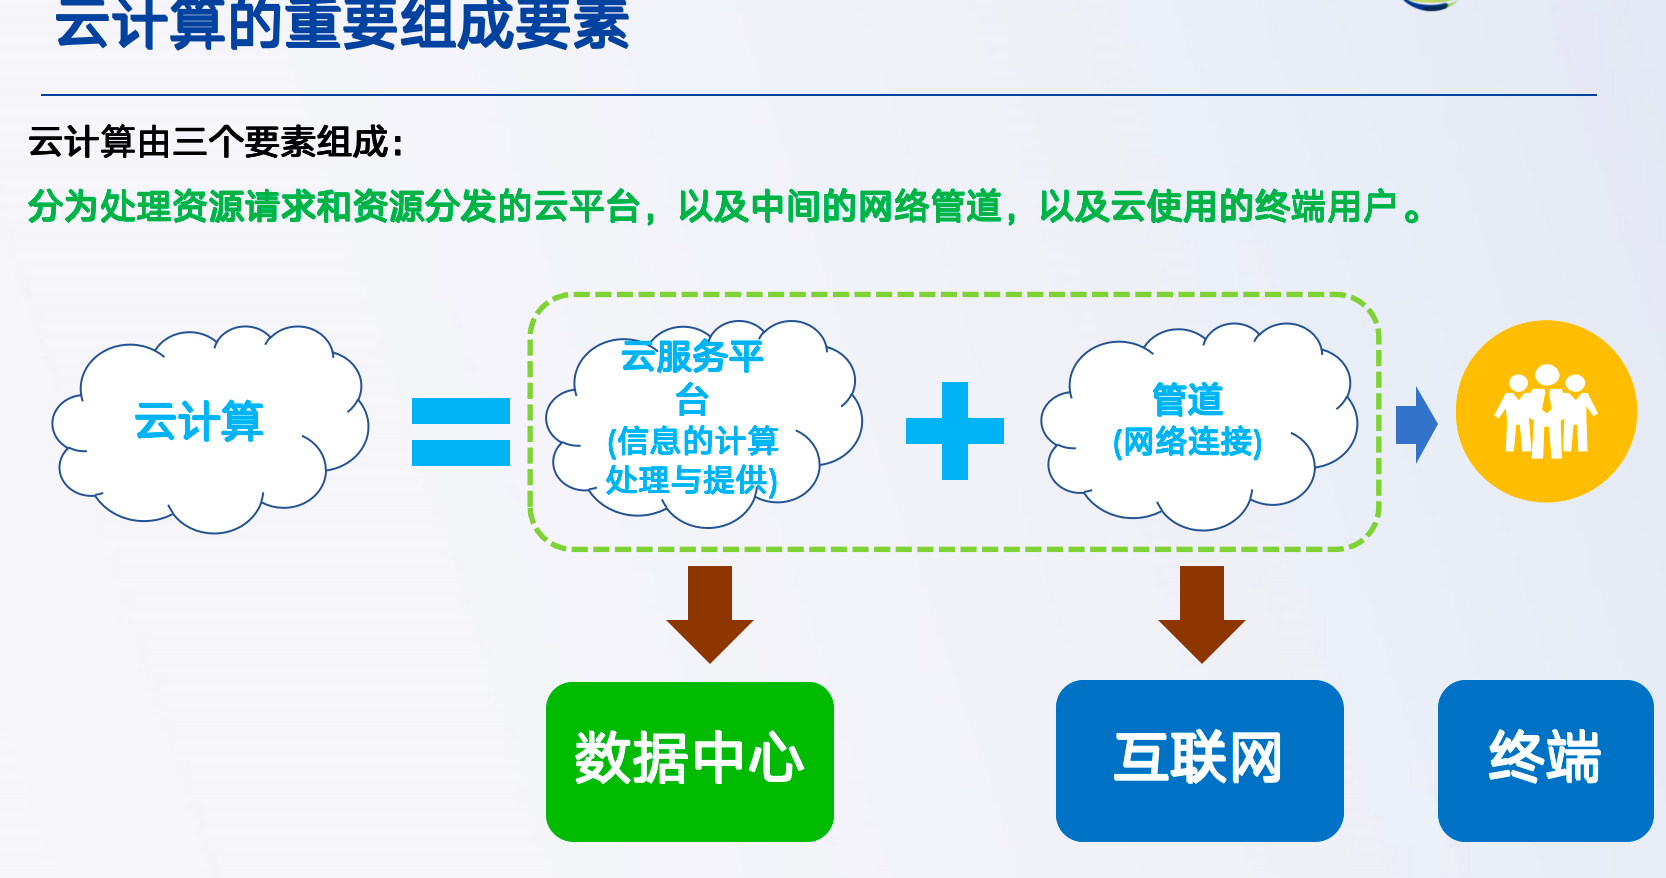 云计算的重要组成要素
云计算由三个要素组成：
分为处理资源请求和资源分发的云平台，以及中间的网络管道，以及云使用的终端用户。
云计算
云服务平
台
(信息的计算
处理与提供)
管道
(网络连接)
数据中心
互联网
终端